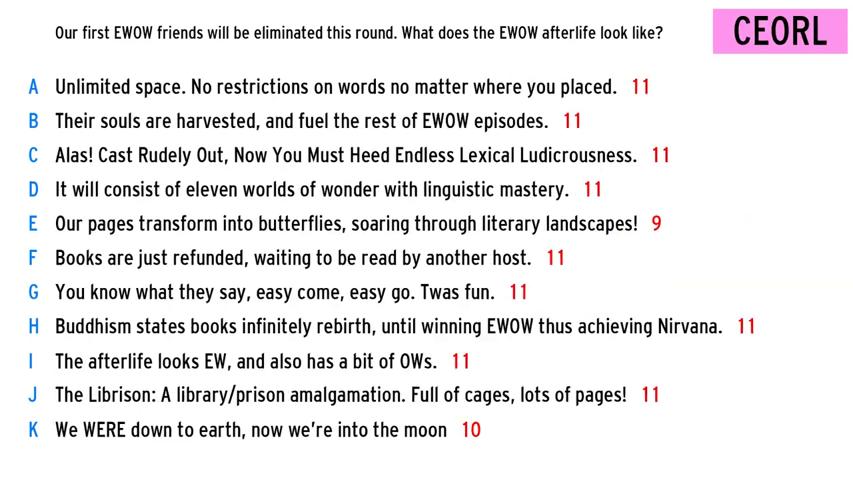 Our first EWOW friends will be eliminated this round. What does the EWOW afterlife look like?
CEORL
A Unlimited space. No restrictions on words no matter where you placed. 11
B Their souls are harvested, and fuel the rest of EWOW episodes. 11
C Alas! Cast Rudely Out, Now You Must Heed Endless Lexical Ludicrousness. 11
D It will consist of eleven worlds of wonder with linguistic mastery. 11
E Our pages transform into butterflies, soaring through literary landscapes! 9
F Books are just refunded, waiting to be read by another host. 11
G You know what they say, easy come, easy go. Twas fun. 11
H Buddhism states books infinitely rebirth, until winning EWOW thus achieving Nirvana. 11
I The afterlife looks EW, and also has a bit of OWs. 11
J The Librison: A library/prison amalgamation. Full of cages, lots of pages! 11
K We WERE down to earth, now we're into the moon 10